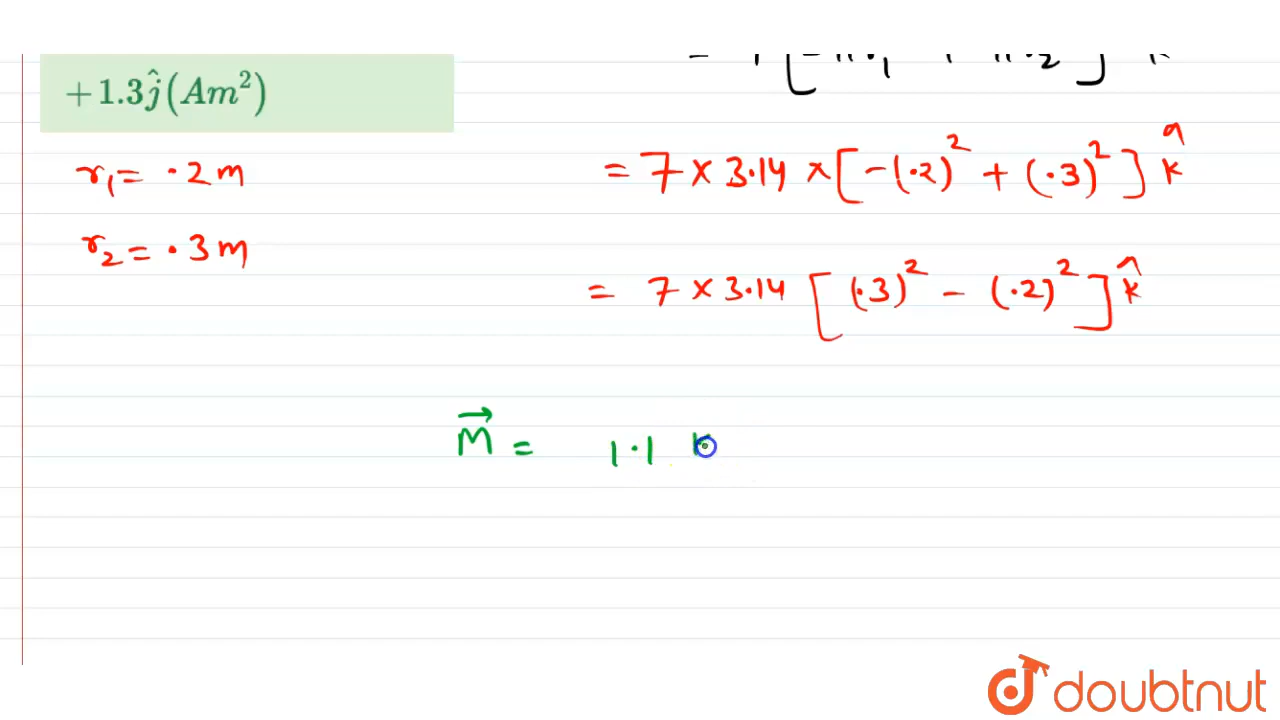 +1.3ĵ(Am²)
= 7 × 3.14 × [-(.2)² + (.3)²] k̂
r₁ = .2 m
r₂ = .3 m
= 7 × 3.14 [(.3)² - (.2)²] k̂
M⃗ = 1.1 k
doubtnut